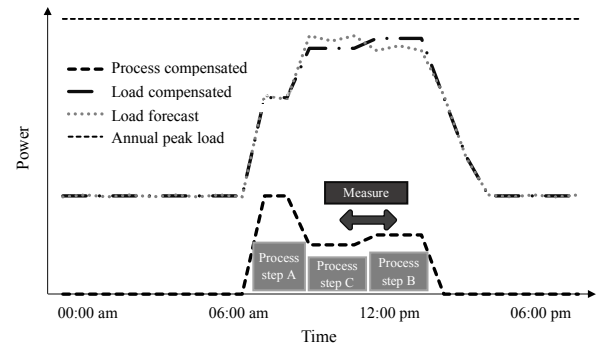 Process compensated
Load compensated
Load forecast
Annual peak load
Power
Measure
Process
step A
Process
step C
Process
step B
00:00 am
06:00 am
12:00 pm
06:00 pm
Time